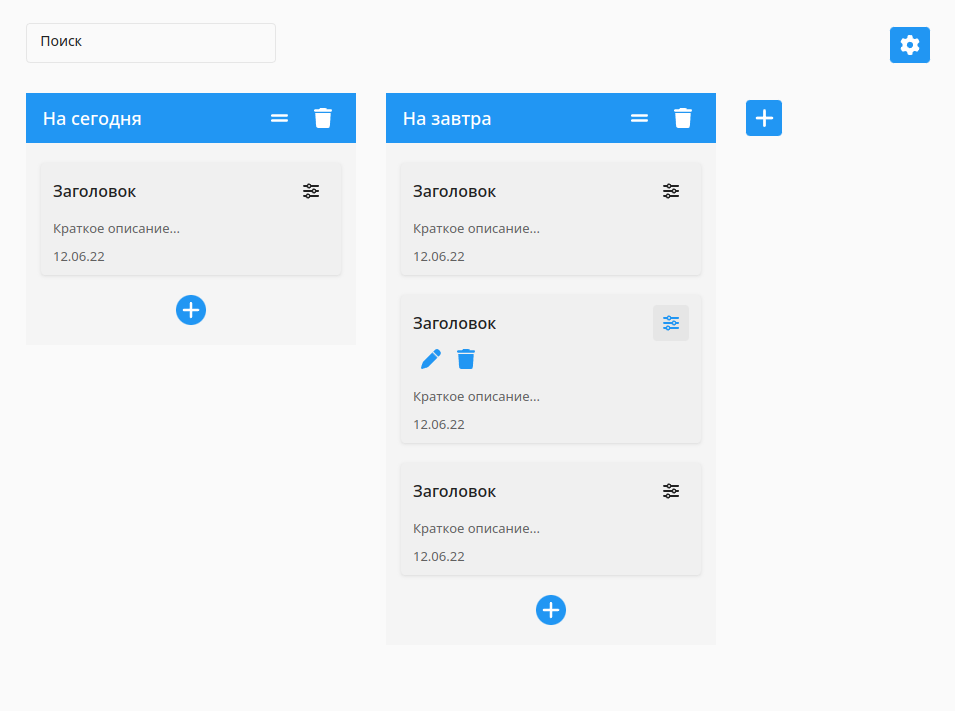 Поиск
На сегодня
Заголовок
Краткое описание...
12.06.22
На завтра
Заголовок
Краткое описание...
12.06.22
Заголовок
Краткое описание...
12.06.22
Заголовок
Краткое описание...
12.06.22